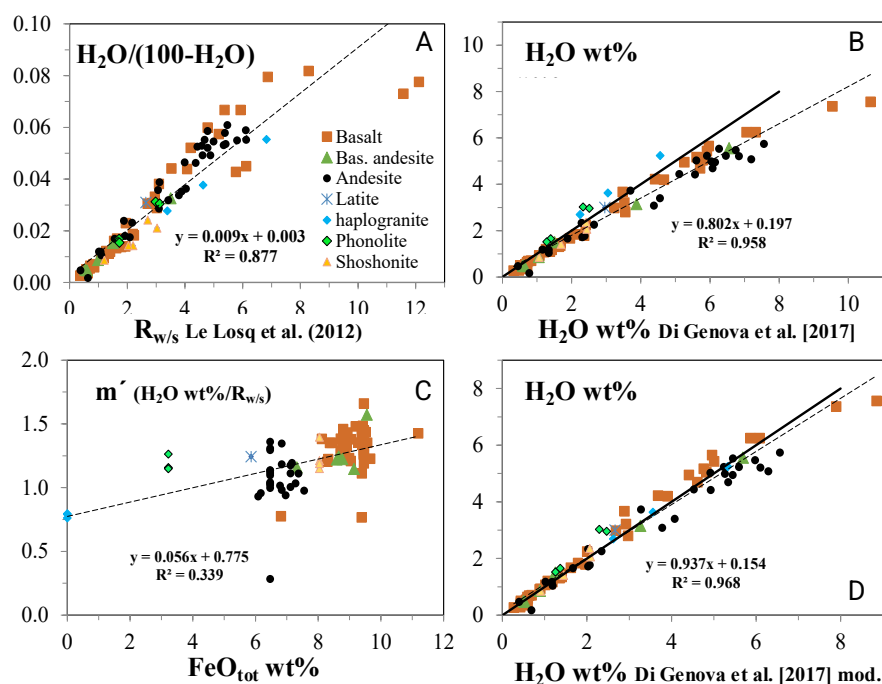 A
H₂O/(100-H₂O)
0.10
0.08
0.06
0.04
0.02
0.00
Basalt
Bas. andesite
Andesite
Latite
haplogranite
Phonolite
Shoshonite
y = 0.009x + 0.003
R² = 0.877
0 2 4 6 8 10 12
R_w/s Le Losq et al. (2012)
B
H₂O wt%
10
8
6
4
2
0
y = 0.802x + 0.197
R² = 0.958
0 2 4 6 8 10
H₂O wt% Di Genova et al. [2017]
C
m´ (H₂O wt%/R_w/s)
2.0
1.5
1.0
0.5
0.0
y = 0.056x + 0.775
R² = 0.339
0 2 4 6 8 10 12
FeO_tot wt%
D
H₂O wt%
8
6
4
2
0
y = 0.937x + 0.154
R² = 0.968
0 2 4 6 8
H₂O wt% Di Genova et al. [2017] mod.